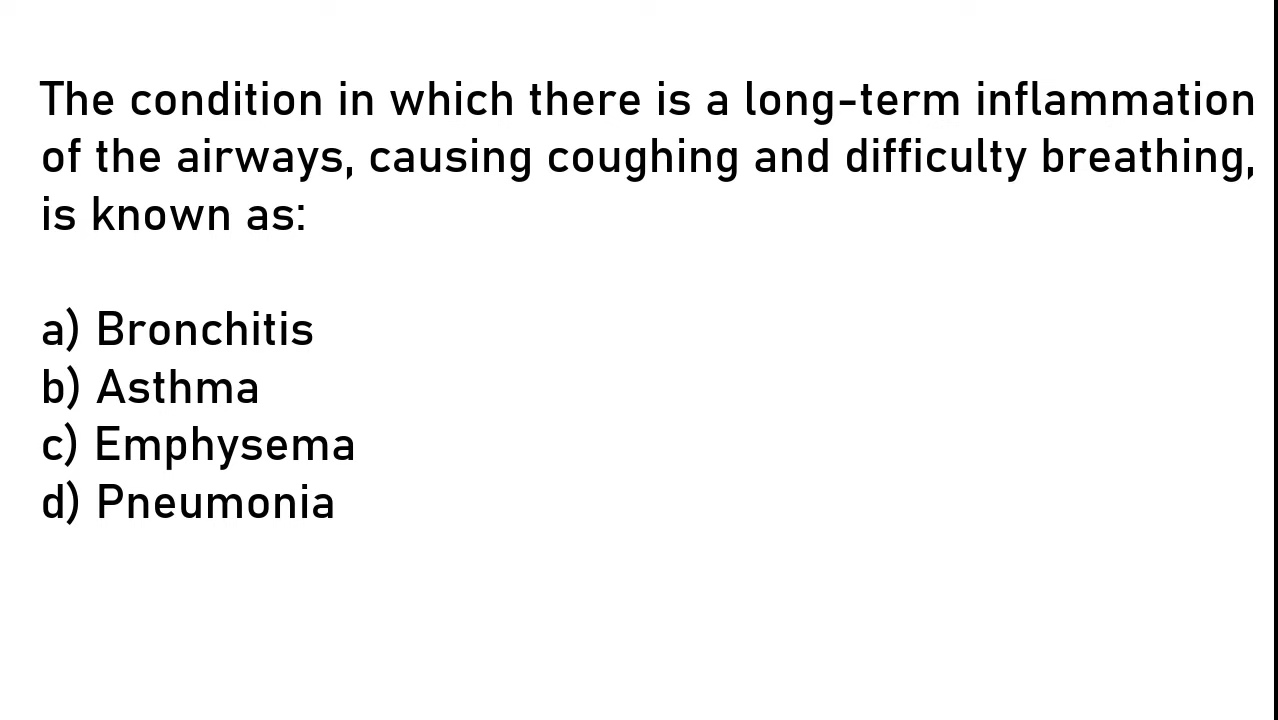 The condition in which there is a long-term inflammation
of the airways, causing coughing and difficulty breathing,
is known as:
a) Bronchitis
b) Asthma
c) Emphysema
d) Pneumonia